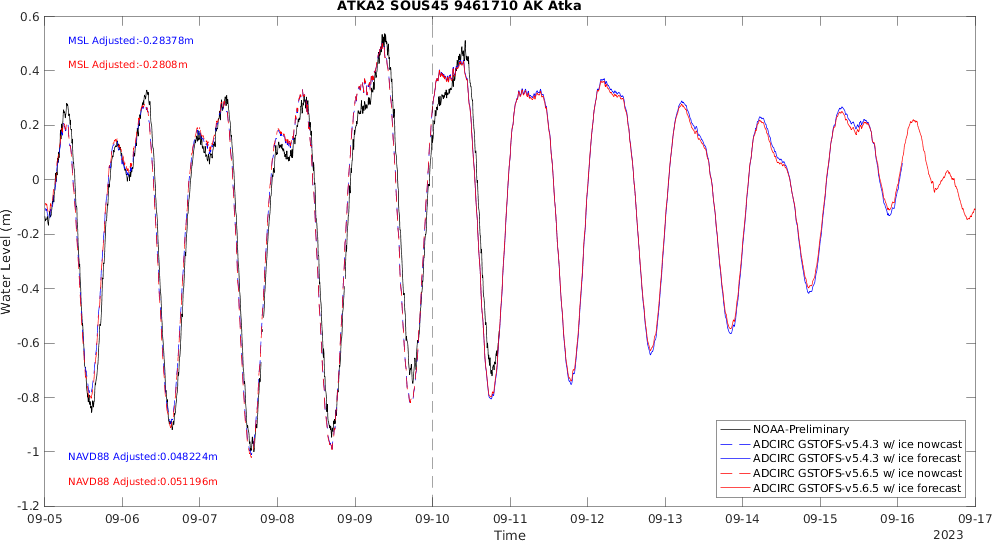 ATKA2 SOUS45 9461710 AK Atka
0.6
0.4
0.2
0
-0.2
-0.4
-0.6
-0.8
-1
-1.2
Water Level (m)
MSL Adjusted:-0.28378m
MSL Adjusted:-0.2808m
NAVD88 Adjusted:0.048224m
NAVD88 Adjusted:0.051196m
NOAA-Preliminary
ADCIRC GSTOFS-v5.4.3 w/ ice nowcast
ADCIRC GSTOFS-v5.4.3 w/ ice forecast
ADCIRC GSTOFS-v5.6.5 w/ ice nowcast
ADCIRC GSTOFS-v5.6.5 w/ ice forecast
09-05 09-06 09-07 09-08 09-09 09-10 09-11 09-12 09-13 09-14 09-15 09-16 09-17
Time
2023